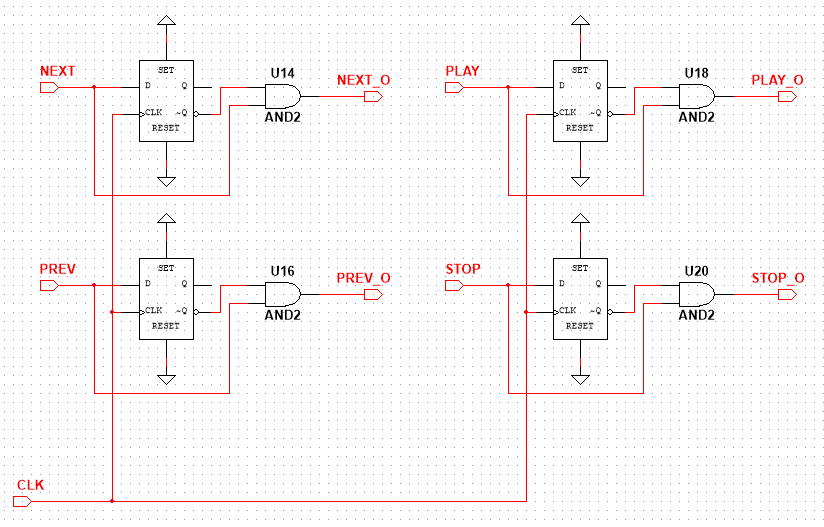 SET
SET
NEXT
D
Q
U14
NEXT_O
PLAY
D
Q
U18
PLAY_O
CLK
~Q
AND2
CLK
~Q
AND2
RESET
RESET
SET
SET
PREV
D
Q
U16
PREV_O
STOP
D
Q
U20
STOP_O
CLK
~Q
AND2
CLK
~Q
AND2
RESET
RESET
CLK